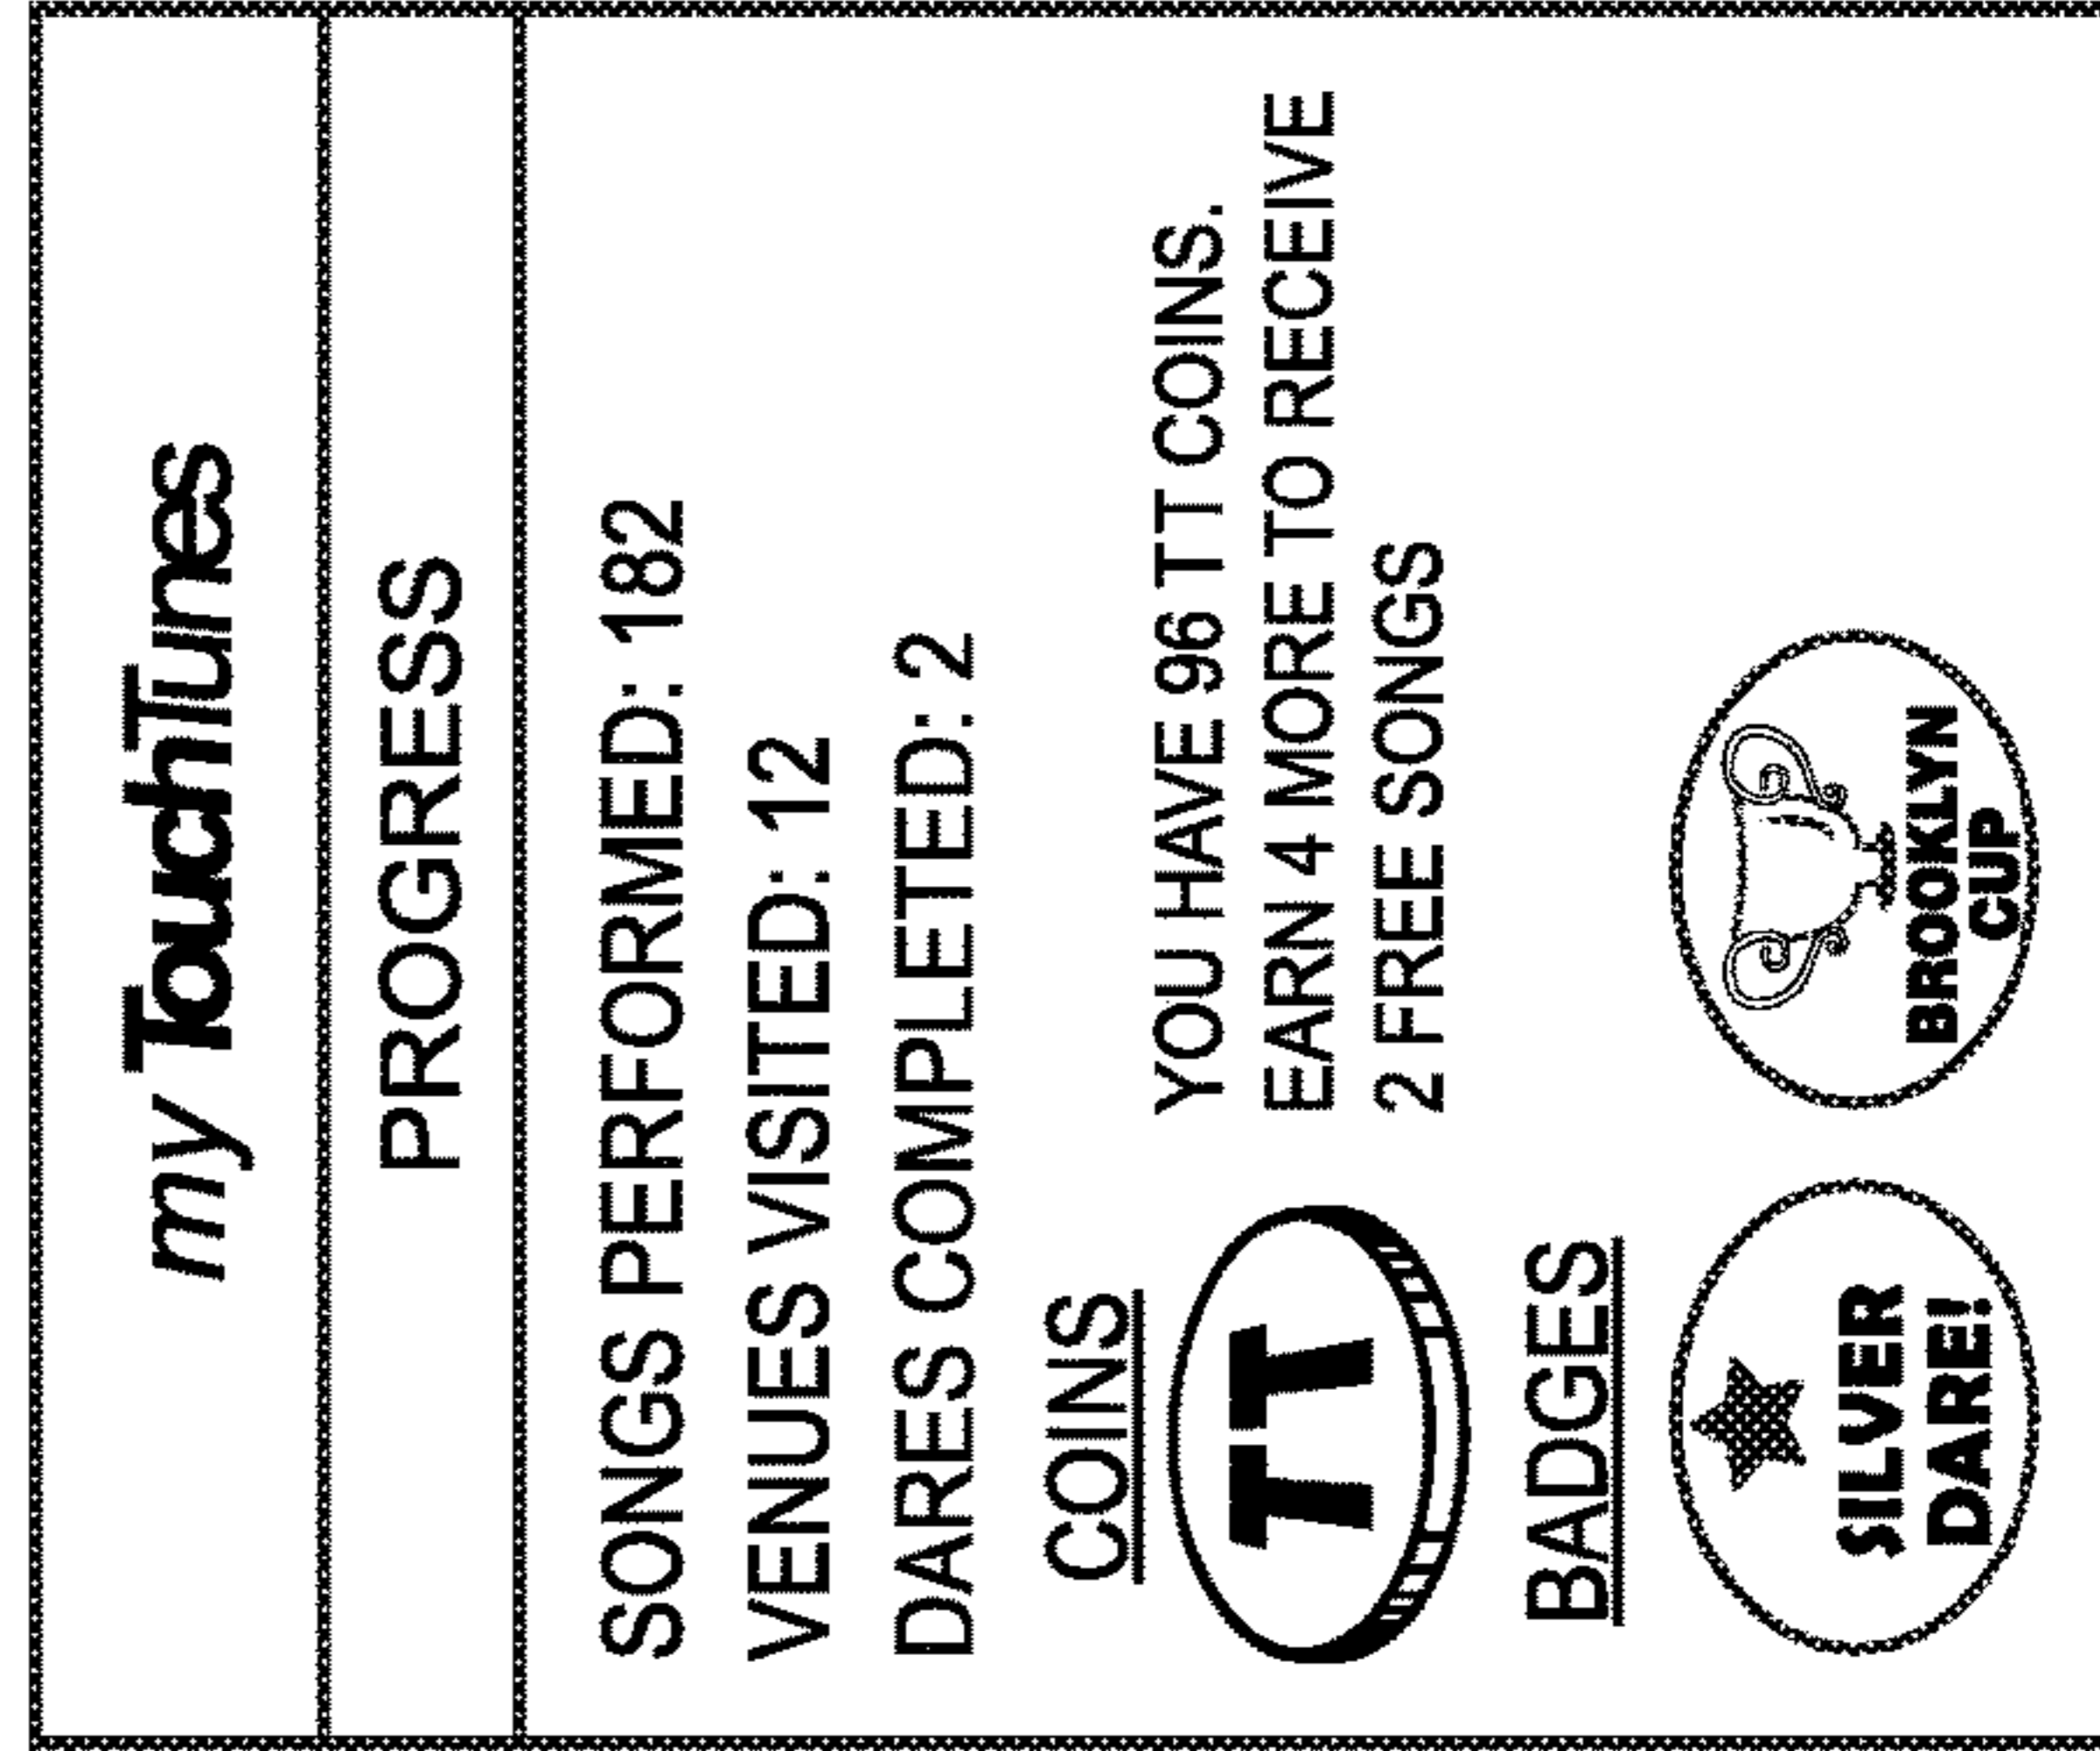 my TouchTunes
PROGRESS
SONGS PERFORMED: 182
VENUES VISITED: 12
DARES COMPLETED: 2
COINS
TT
YOU HAVE 96 TT COINS.
EARN 4 MORE TO RECEIVE
2 FREE SONGS
BADGES
SILVER
DARE!
BROOKLYN
CUP